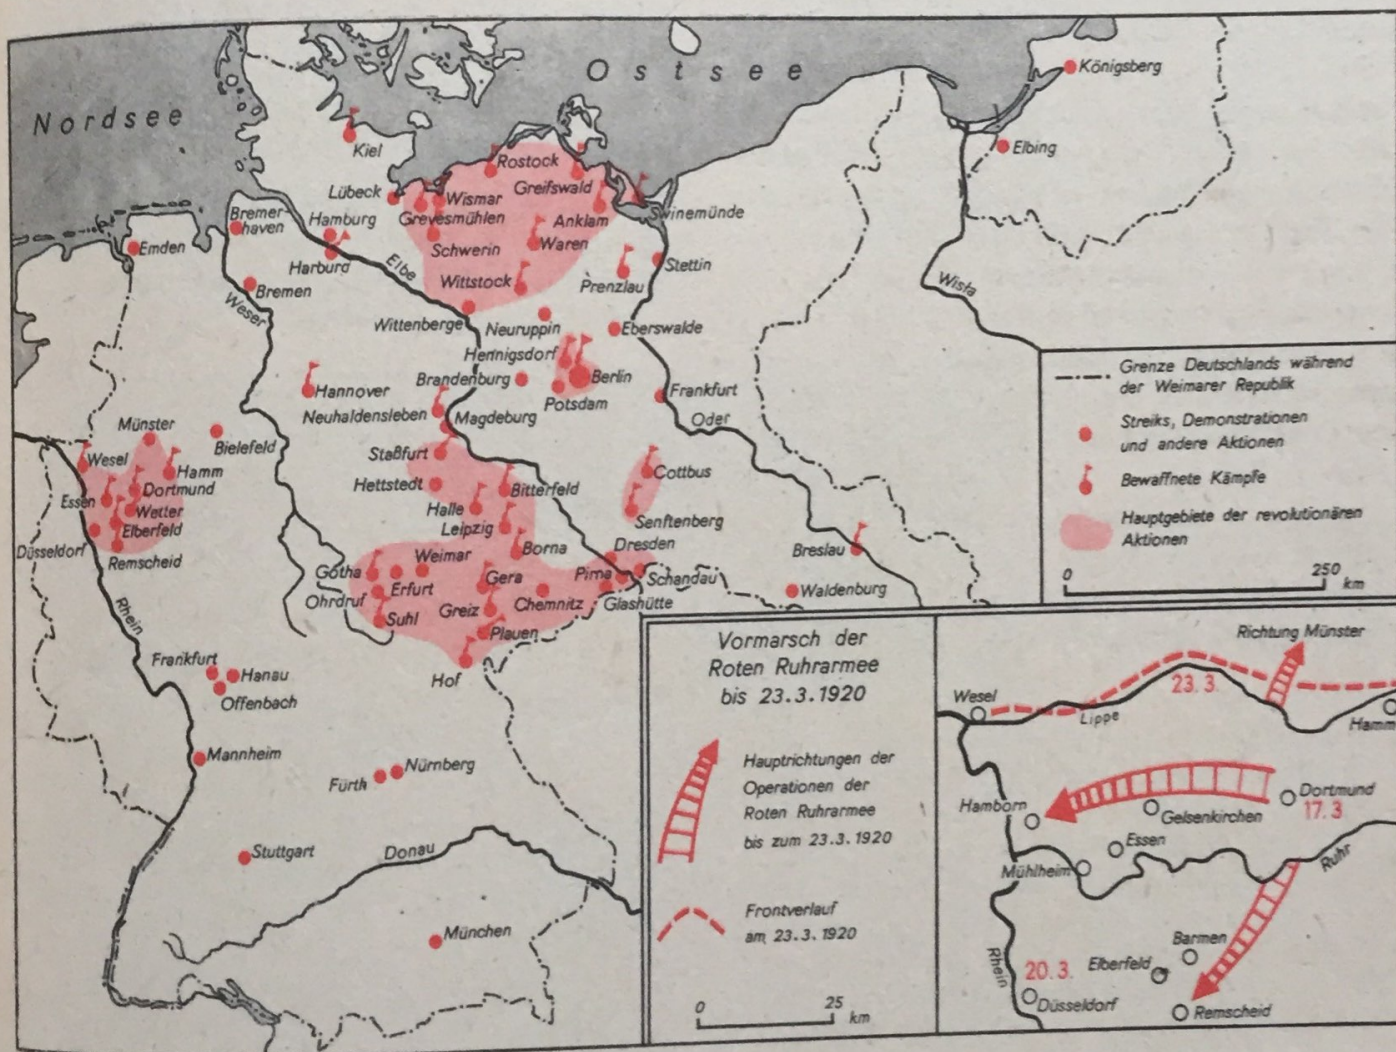 Nordsee
Ostsee
Königsberg
Kiel
Elbing
Rostock
Lübeck
Wismar
Greifswald
Grevesmühlen
Swinemünde
Bremer-
haven
Hamburg
Anklam
Emden
Schwerin
Waren
Harburg
Elbe
Stettin
Wittstock
Prenzlau
Bremen
Wisła
Weser
Wittenberge
Neuruppin
Eberswalde
Hennigsdorf
Hannover
Brandenburg
Berlin
Potsdam
Frankfurt
Neuhaldensleben
Magdeburg
Oder
Münster
Bielefeld
Staßfurt
Wesel
Hamm
Cottbus
Hettstedt
Bitterfeld
Essen
Dortmund
Wetter
Halle
Senftenberg
Elberfeld
Leipzig
Düsseldorf
Remscheid
Borna
Dresden
Breslau
Weimar
Gotha
Gera
Pirna
Schandau
Erfurt
Waldenburg
Ohrdruf
Chemnitz
Glashütte
Rhein
Suhl
Greiz
Plauen
Frankfurt
Hanau
Hof
Offenbach
Mannheim
Nürnberg
Fürth
Stuttgart
Donau
München
Grenze Deutschlands während
der Weimarer Republik
Streiks, Demonstrationen
und andere Aktionen
Bewaffnete Kämpfe
Hauptgebiete der revolutionären
Aktionen
0 250
km
Vormarsch der
Roten Ruhrarmee
bis 23.3.1920
Hauptrichtungen der
Operationen der
Roten Ruhrarmee
bis zum 23.3.1920
Frontverlauf
am 23.3.1920
0 25
km
Richtung Münster
Wesel
23.3.
Lippe
Hamm
Hamborn
Dortmund
17.3.
Gelsenkirchen
Essen
Mühlheim
Ruhr
Barmen
Rhein
20.3.
Elberfeld
Düsseldorf
Remscheid